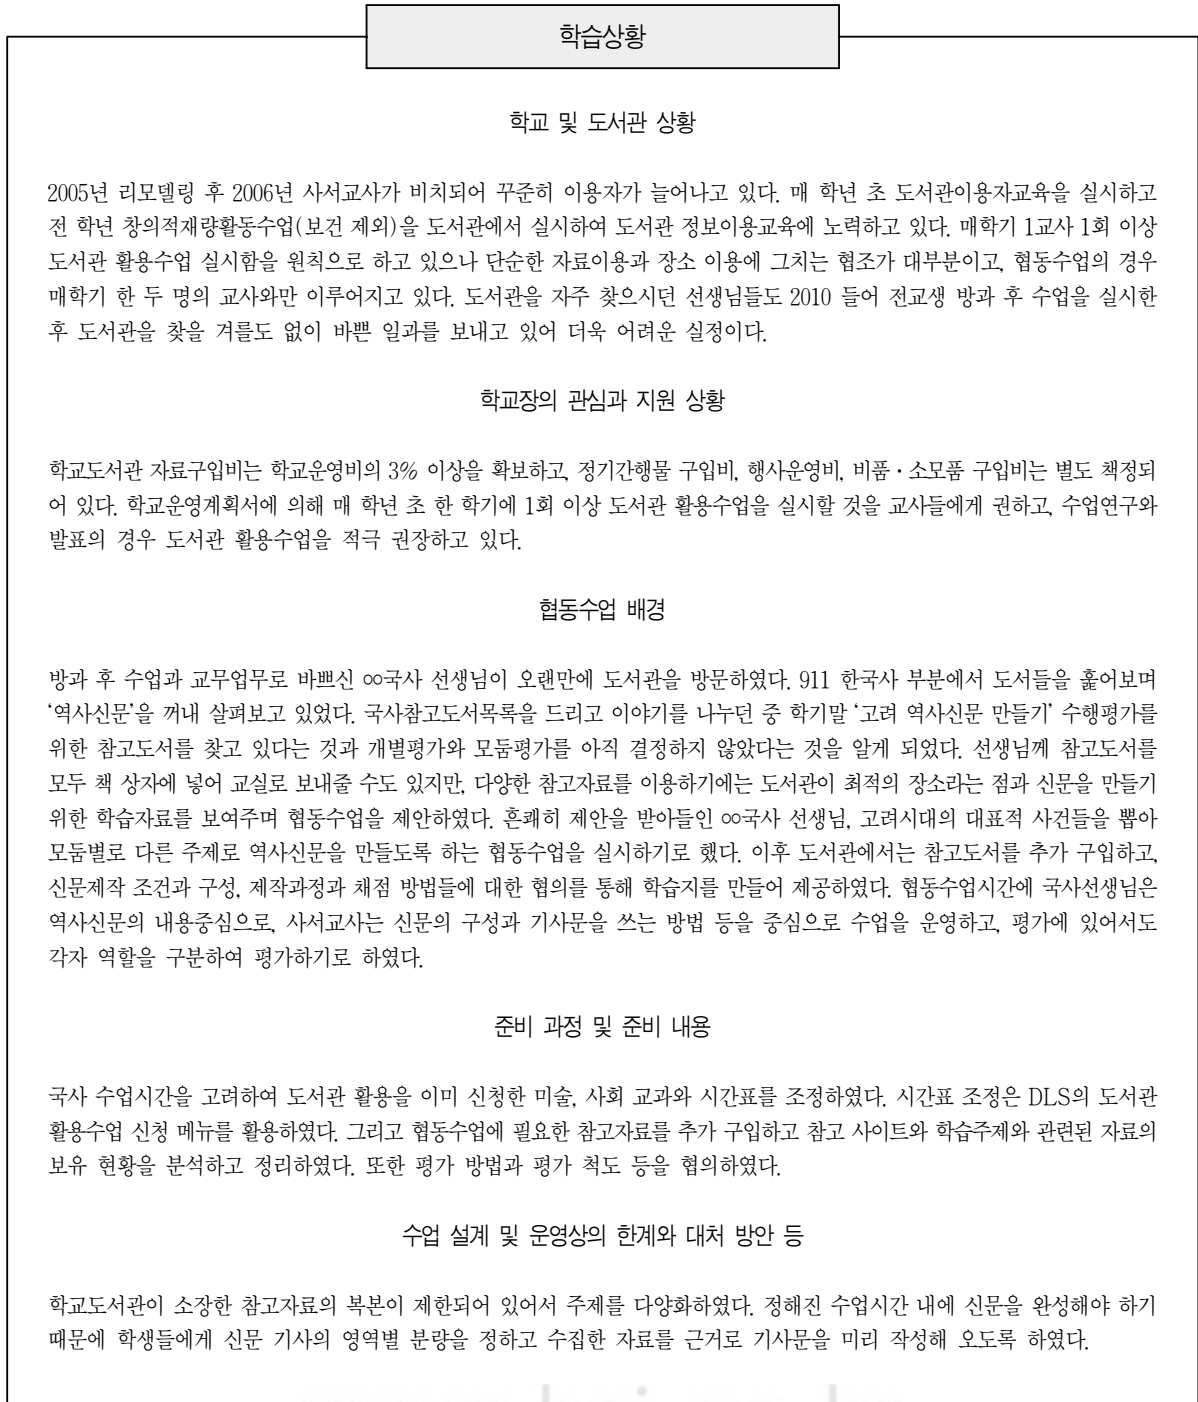 학습상황
학교 및 도서관 상황
2005년 리모델링 후 2006년 사서교사가 비치되어 꾸준히 이용자가 늘어나고 있다. 매 학년 초 도서관이용자교육을 실시하고
전 학년 창의적재량활동수업(보건 제외)을 도서관에서 실시하여 도서관 정보이용교육에 노력하고 있다. 매학기 1교사 1회 이상
도서관 활용수업 실시함을 원칙으로 하고 있으나 단순한 자료이용과 장소 이용에 그치는 협조가 대부분이고, 협동수업의 경우
매학기 한 두 명의 교사와만 이루어지고 있다. 도서관을 자주 찾으시던 선생님들도 2010 들어 전교생 방과 후 수업을 실시한
후 도서관을 찾을 겨를도 없이 바쁜 일과를 보내고 있어 더욱 어려운 실정이다.
학교장의 관심과 지원 상황
학교도서관 자료구입비는 학교운영비의 3% 이상을 확보하고, 정기간행물 구입비, 행사운영비, 비품・소모품 구입비는 별도 책정되
어 있다. 학교운영계획서에 의해 매 학년 초 한 학기에 1회 이상 도서관 활용수업을 실시할 것을 교사들에게 권하고, 수업연구와
발표의 경우 도서관 활용수업을 적극 권장하고 있다.
협동수업 배경
방과 후 수업과 교무업무로 바쁘신 ∞국사 선생님이 오랜만에 도서관을 방문하였다. 911 한국사 부분에서 도서들을 훑어보며
‘역사신문’을 꺼내 살펴보고 있었다. 국사참고도서목록을 드리고 이야기를 나누던 중 학기말 ‘고려 역사신문 만들기’ 수행평가를
위한 참고도서를 찾고 있다는 것과 개별평가와 모둠평가를 아직 결정하지 않았다는 것을 알게 되었다. 선생님께 참고도서를
모두 책 상자에 넣어 교실로 보내줄 수도 있지만, 다양한 참고자료를 이용하기에는 도서관이 최적의 장소라는 점과 신문을 만들기
위한 학습자료를 보여주며 협동수업을 제안하였다. 흔쾌히 제안을 받아들인 ∞국사 선생님, 고려시대의 대표적 사건들을 뽑아
모둠별로 다른 주제로 역사신문을 만들도록 하는 협동수업을 실시하기로 했다. 이후 도서관에서는 참고도서를 추가 구입하고,
신문제작 조건과 구성, 제작과정과 채점 방법들에 대한 협의를 통해 학습지를 만들어 제공하였다. 협동수업시간에 국사선생님은
역사신문의 내용중심으로, 사서교사는 신문의 구성과 기사문을 쓰는 방법 등을 중심으로 수업을 운영하고, 평가에 있어서도
각자 역할을 구분하여 평가하기로 하였다.
준비 과정 및 준비 내용
국사 수업시간을 고려하여 도서관 활용을 이미 신청한 미술, 사회 교과와 시간표를 조정하였다. 시간표 조정은 DLS의 도서관
활용수업 신청 메뉴를 활용하였다. 그리고 협동수업에 필요한 참고자료를 추가 구입하고 참고 사이트와 학습주제와 관련된 자료의
보유 현황을 분석하고 정리하였다. 또한 평가 방법과 평가 척도 등을 협의하였다.
수업 설계 및 운영상의 한계와 대처 방안 등
학교도서관이 소장한 참고자료의 복본이 제한되어 있어서 주제를 다양화하였다. 정해진 수업시간 내에 신문을 완성해야 하기
때문에 학생들에게 신문 기사의 영역별 분량을 정하고 수집한 자료를 근거로 기사문을 미리 작성해 오도록 하였다.